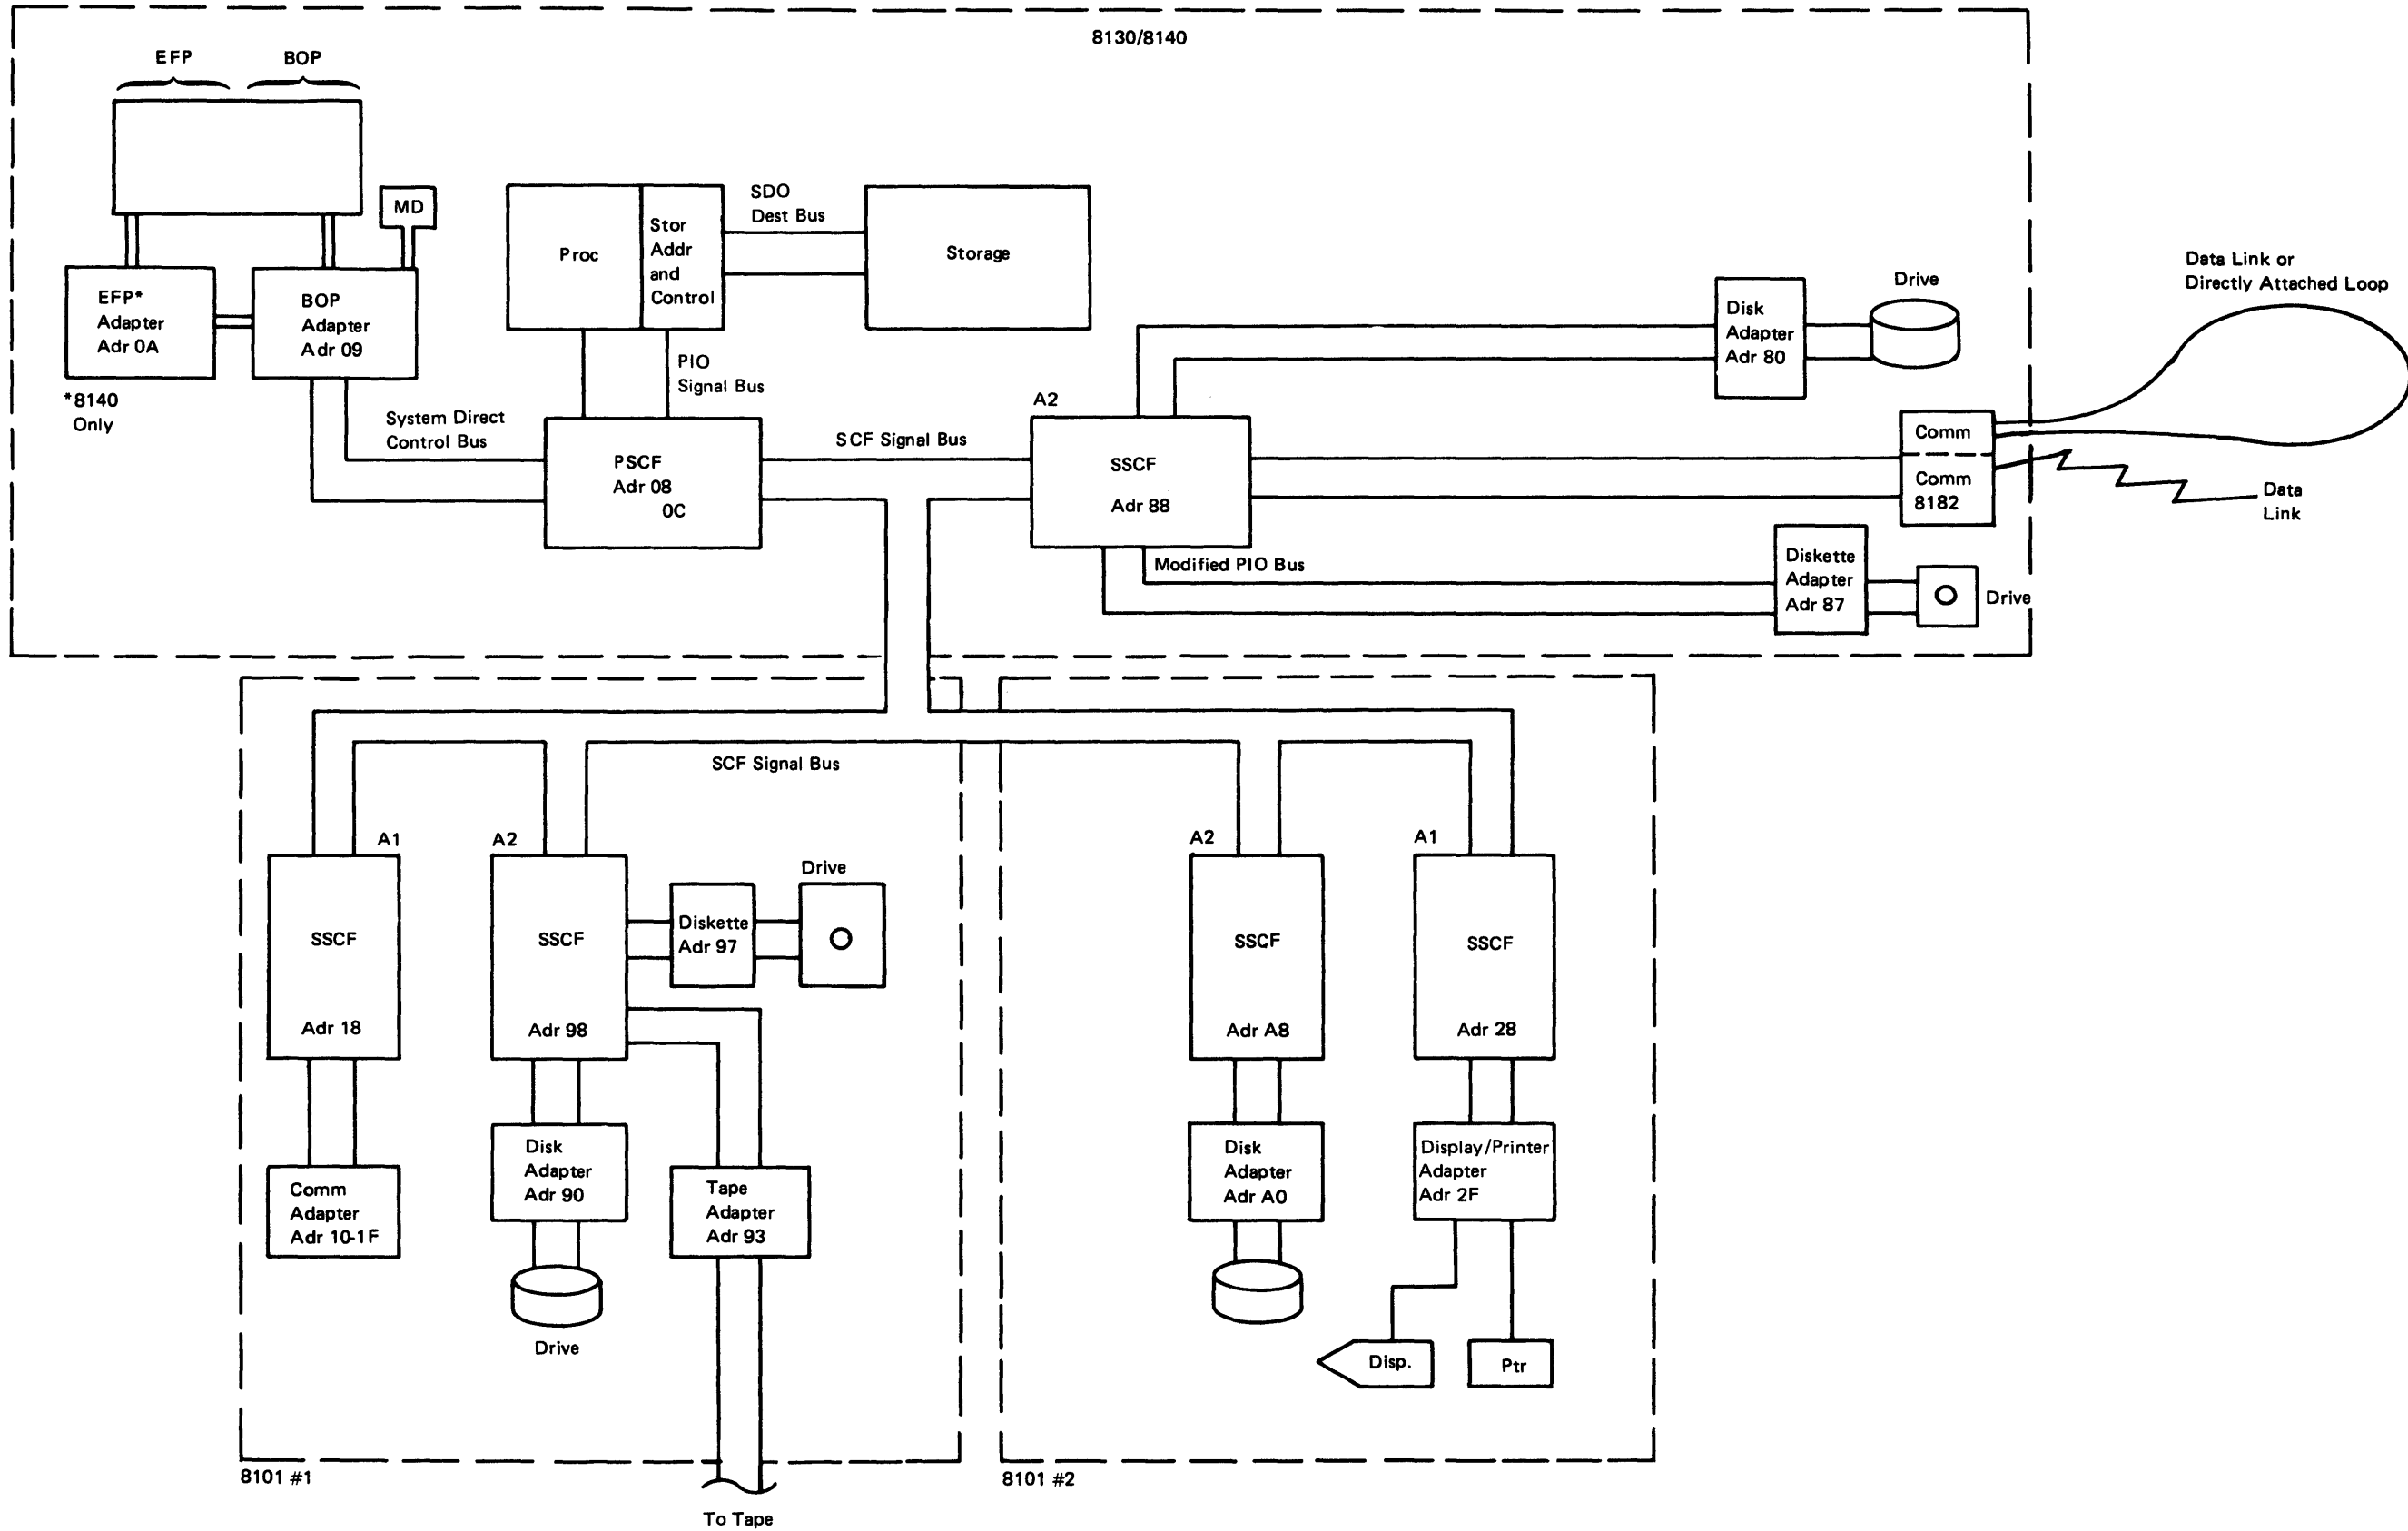 8130/8140
EFP
BOP
MD
EFP*
Adapter
Adr 0A
BOP
Adapter
Adr 09
*8140
Only
System Direct
Control Bus
Proc
Stor
Addr
and
Control
SDO
Dest Bus
Storage
PIO
Signal Bus
PSCF
Adr 08
0C
SCF Signal Bus
A2
SSCF
Adr 88
Modified PIO Bus
Disk
Adapter
Adr 80
Drive
Comm
Comm
8182
Data Link or
Directly Attached Loop
Data
Link
Diskette
Adapter
Adr 87
Drive
SCF Signal Bus
A1
SSCF
Adr 18
Comm
Adapter
Adr 10-1F
A2
SSCF
Adr 98
Diskette
Adr 97
Drive
Disk
Adapter
Adr 90
Drive
Tape
Adapter
Adr 93
8101 #1
To Tape
A2
SSCF
Adr A8
Disk
Adapter
Adr A0
A1
SSCF
Adr 28
Display/Printer
Adapter
Adr 2F
Disp.
Ptr
8101 #2